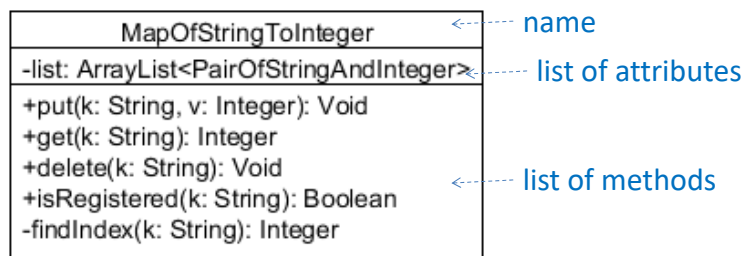 MapOfStringToInteger
name
-list: ArrayList<PairOfStringAndInteger>
list of attributes
+put(k: String, v: Integer): Void
+get(k: String): Integer
+delete(k: String): Void
list of methods
+isRegistered(k: String): Boolean
-findIndex(k: String): Integer